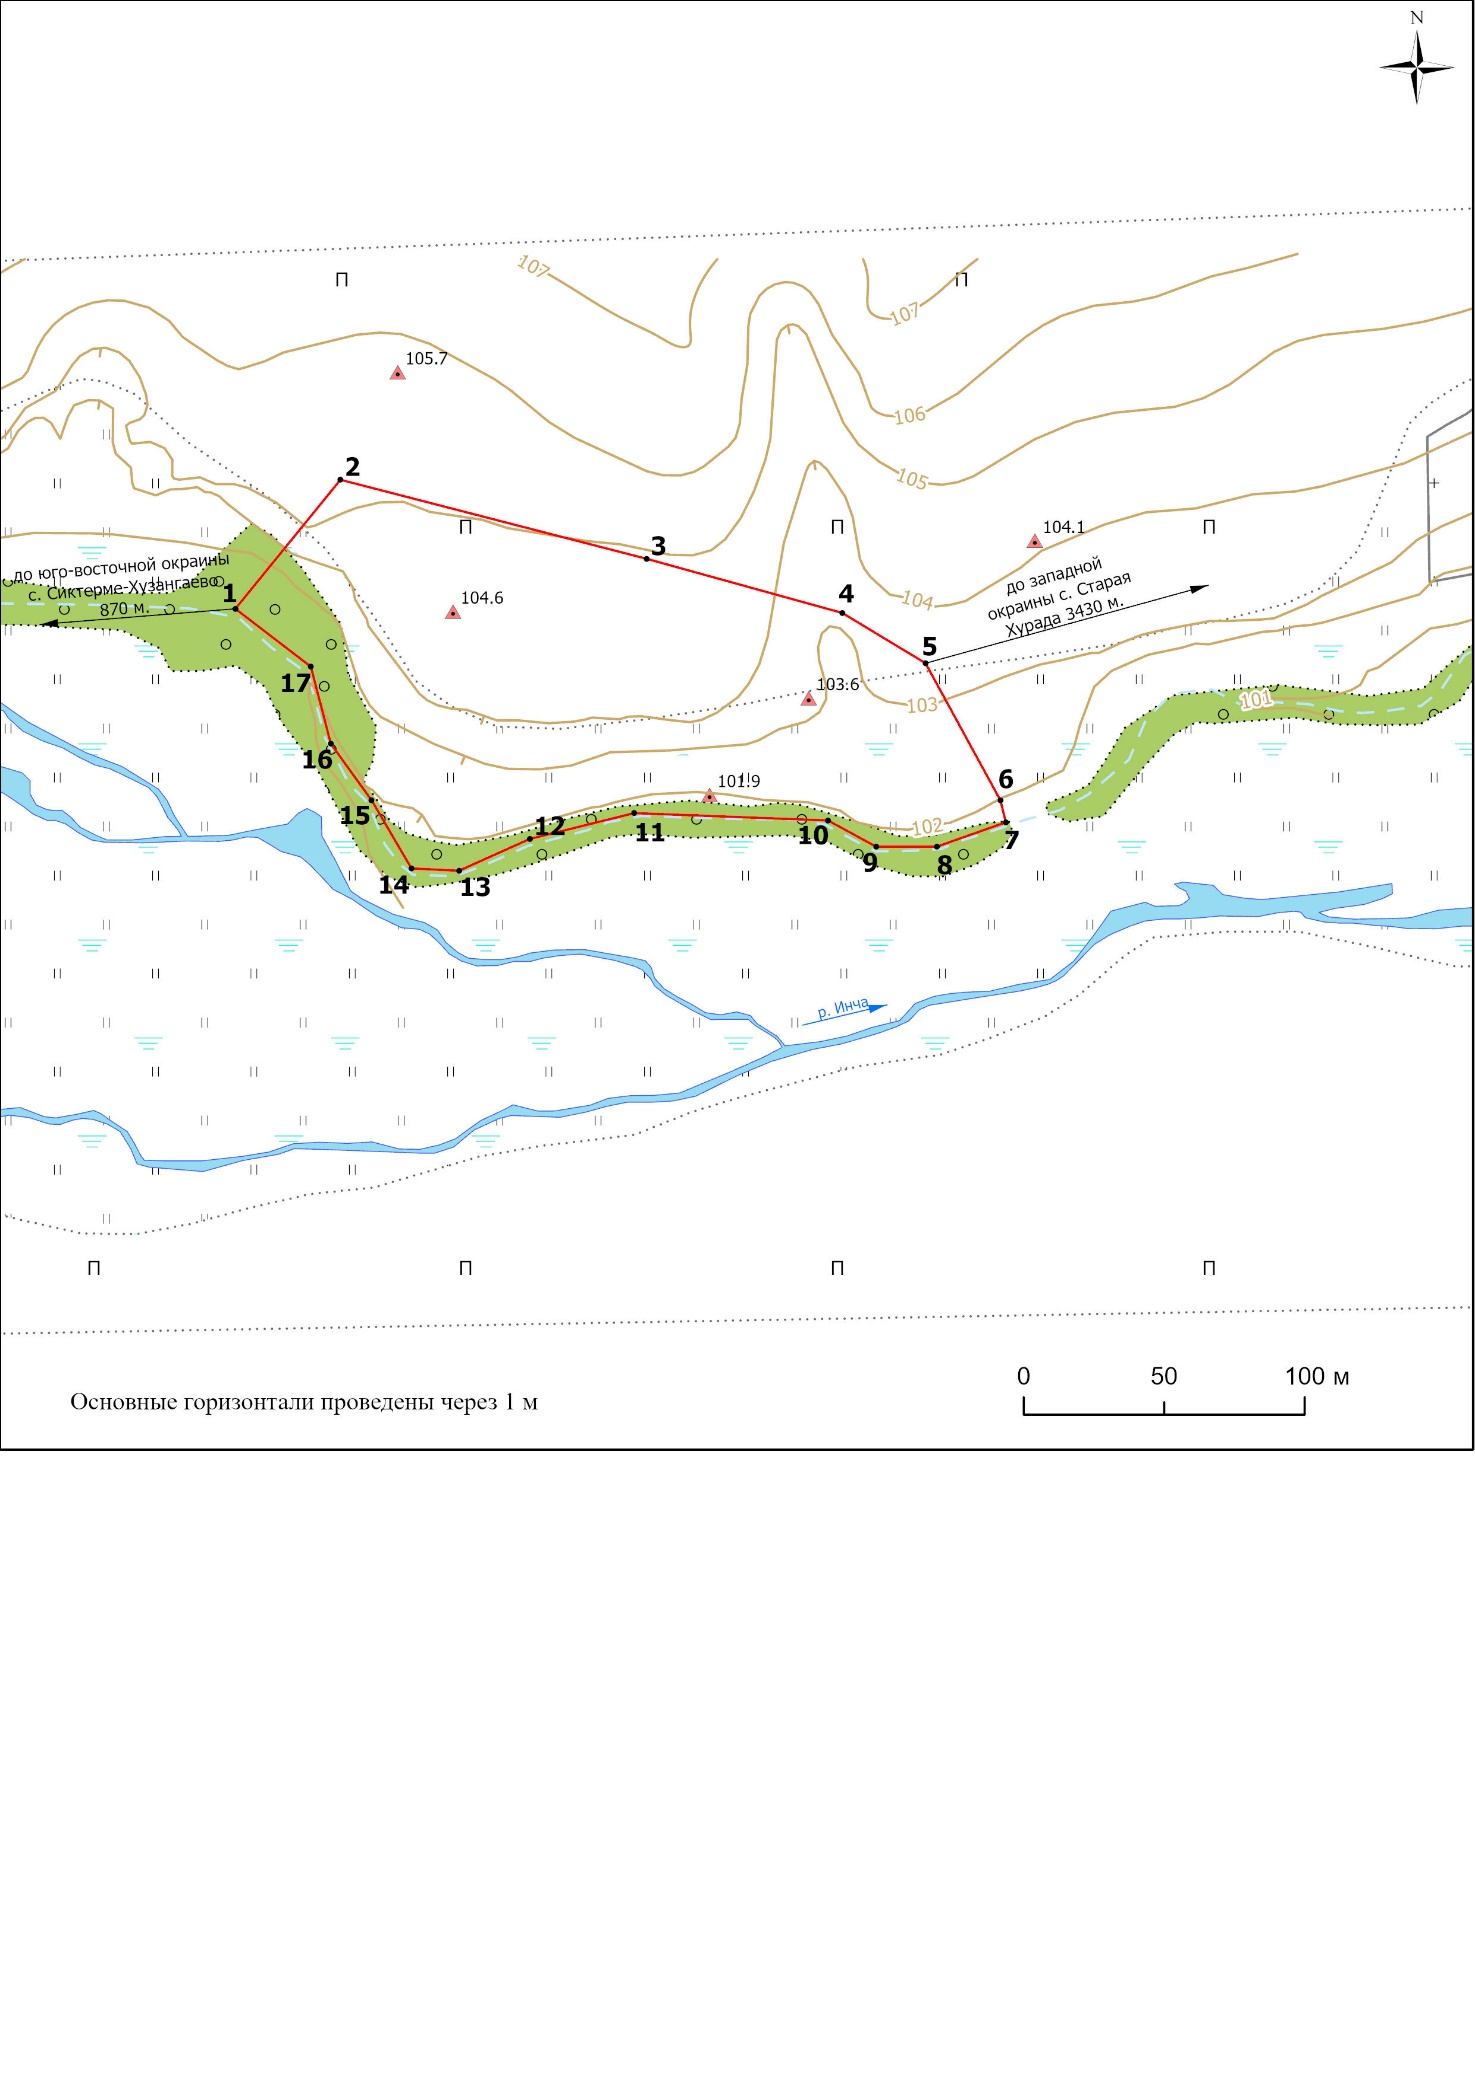 N
107
П
П
107
105.7
106
2
105
П
П
П
104.1
3
до юго-восточной окраины
с. Сиктерме-Хузангаево
870 м.
1
104.6
4
104
до западной
окраины с. Старая
Хурада 3430 м.
5
17
103.6
103
101
16
101.9
6
15
12
11
10
102
7
9
8
14
13
р. Инча
П
П
П
П
0
50
100 м
Основные горизонтали проведены через 1 м